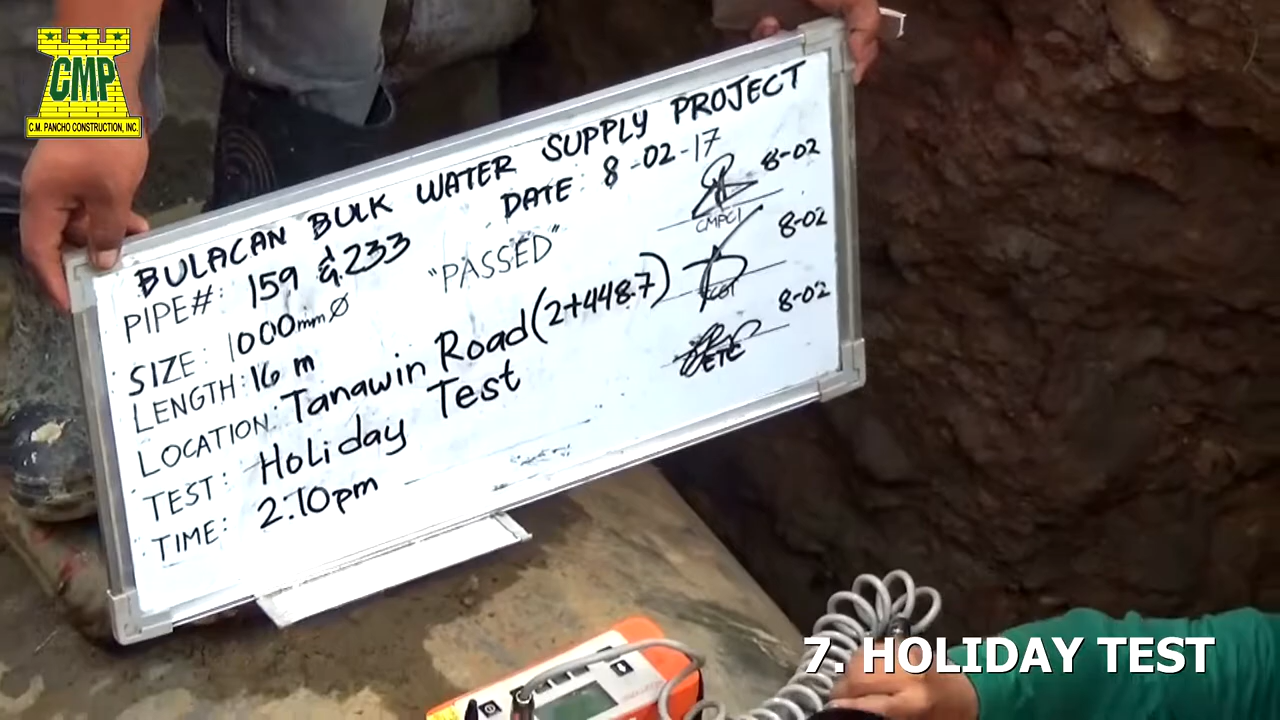 CMP
C.M. PANCHO CONSTRUCTION, INC.
BULACAN BULK WATER SUPPLY PROJECT
PIPE#: 159 & 233
DATE: 8-02-17
SIZE: 1000mmØ
"PASSED"
LENGTH: 16 m
LOCATION: Tanawin Road (2+448.7)
TEST: Holiday Test
TIME: 2:10pm
8-02
CMPCI
8-02
8-02
ETC
7. HOLIDAY TEST